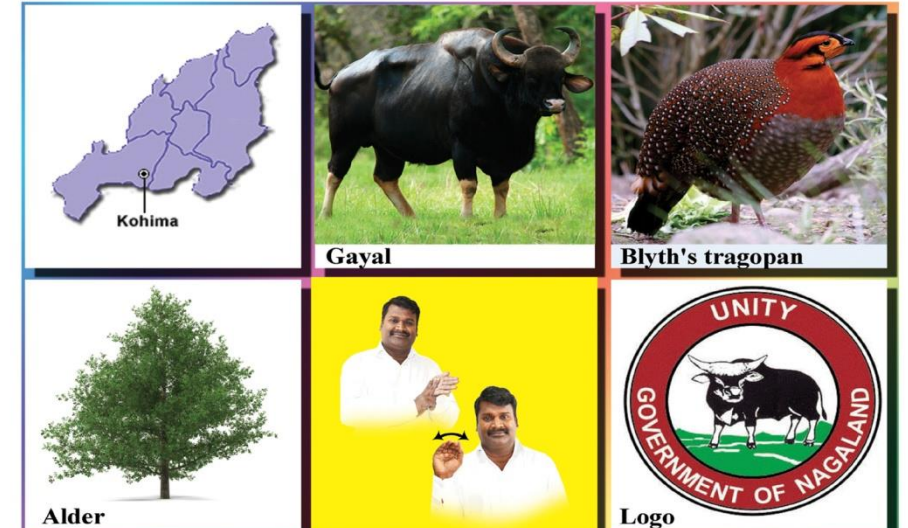 Kohima
Gayal
Blyth's tragopan
Alder
UNITY
GOVERNMENT OF NAGALAND
Logo